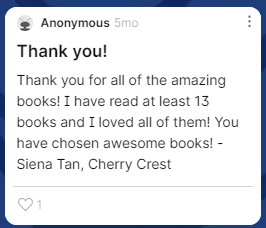 Anonymous 5mo
Thank you!
Thank you for all of the amazing
books! I have read at least 13
books and I loved all of them! You
have chosen awesome books! -
Siena Tan, Cherry Crest
1